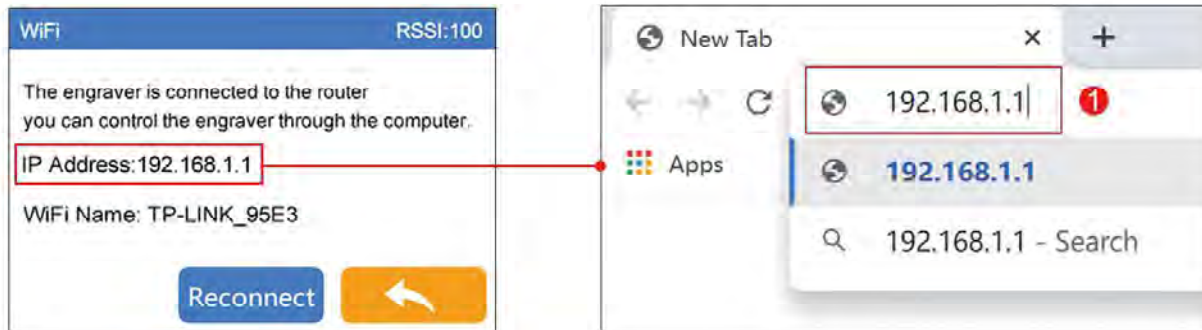 WiFi RSSI:100
The engraver is connected to the router
you can control the engraver through the computer.
IP Address:192.168.1.1
WiFi Name: TP-LINK_95E3
Reconnect
New Tab
192.168.1.1
1
Apps
192.168.1.1
192.168.1.1 - Search